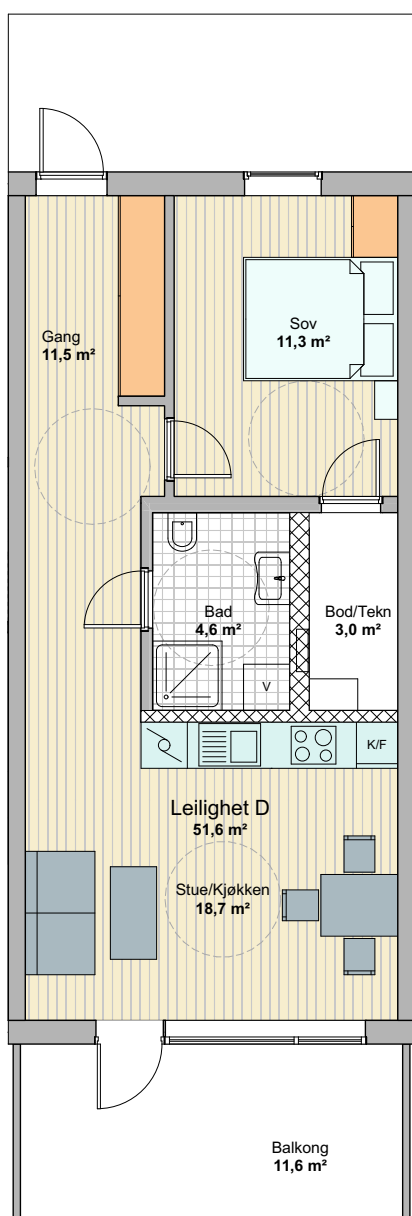 Sov
11,3 m²
Gang
11,5 m²
Bad
4,6 m²
Bod/Tekn
3,0 m²
V
K/F
Leilighet D
51,6 m²
Stue/Kjøkken
18,7 m²
Balkong
11,6 m²